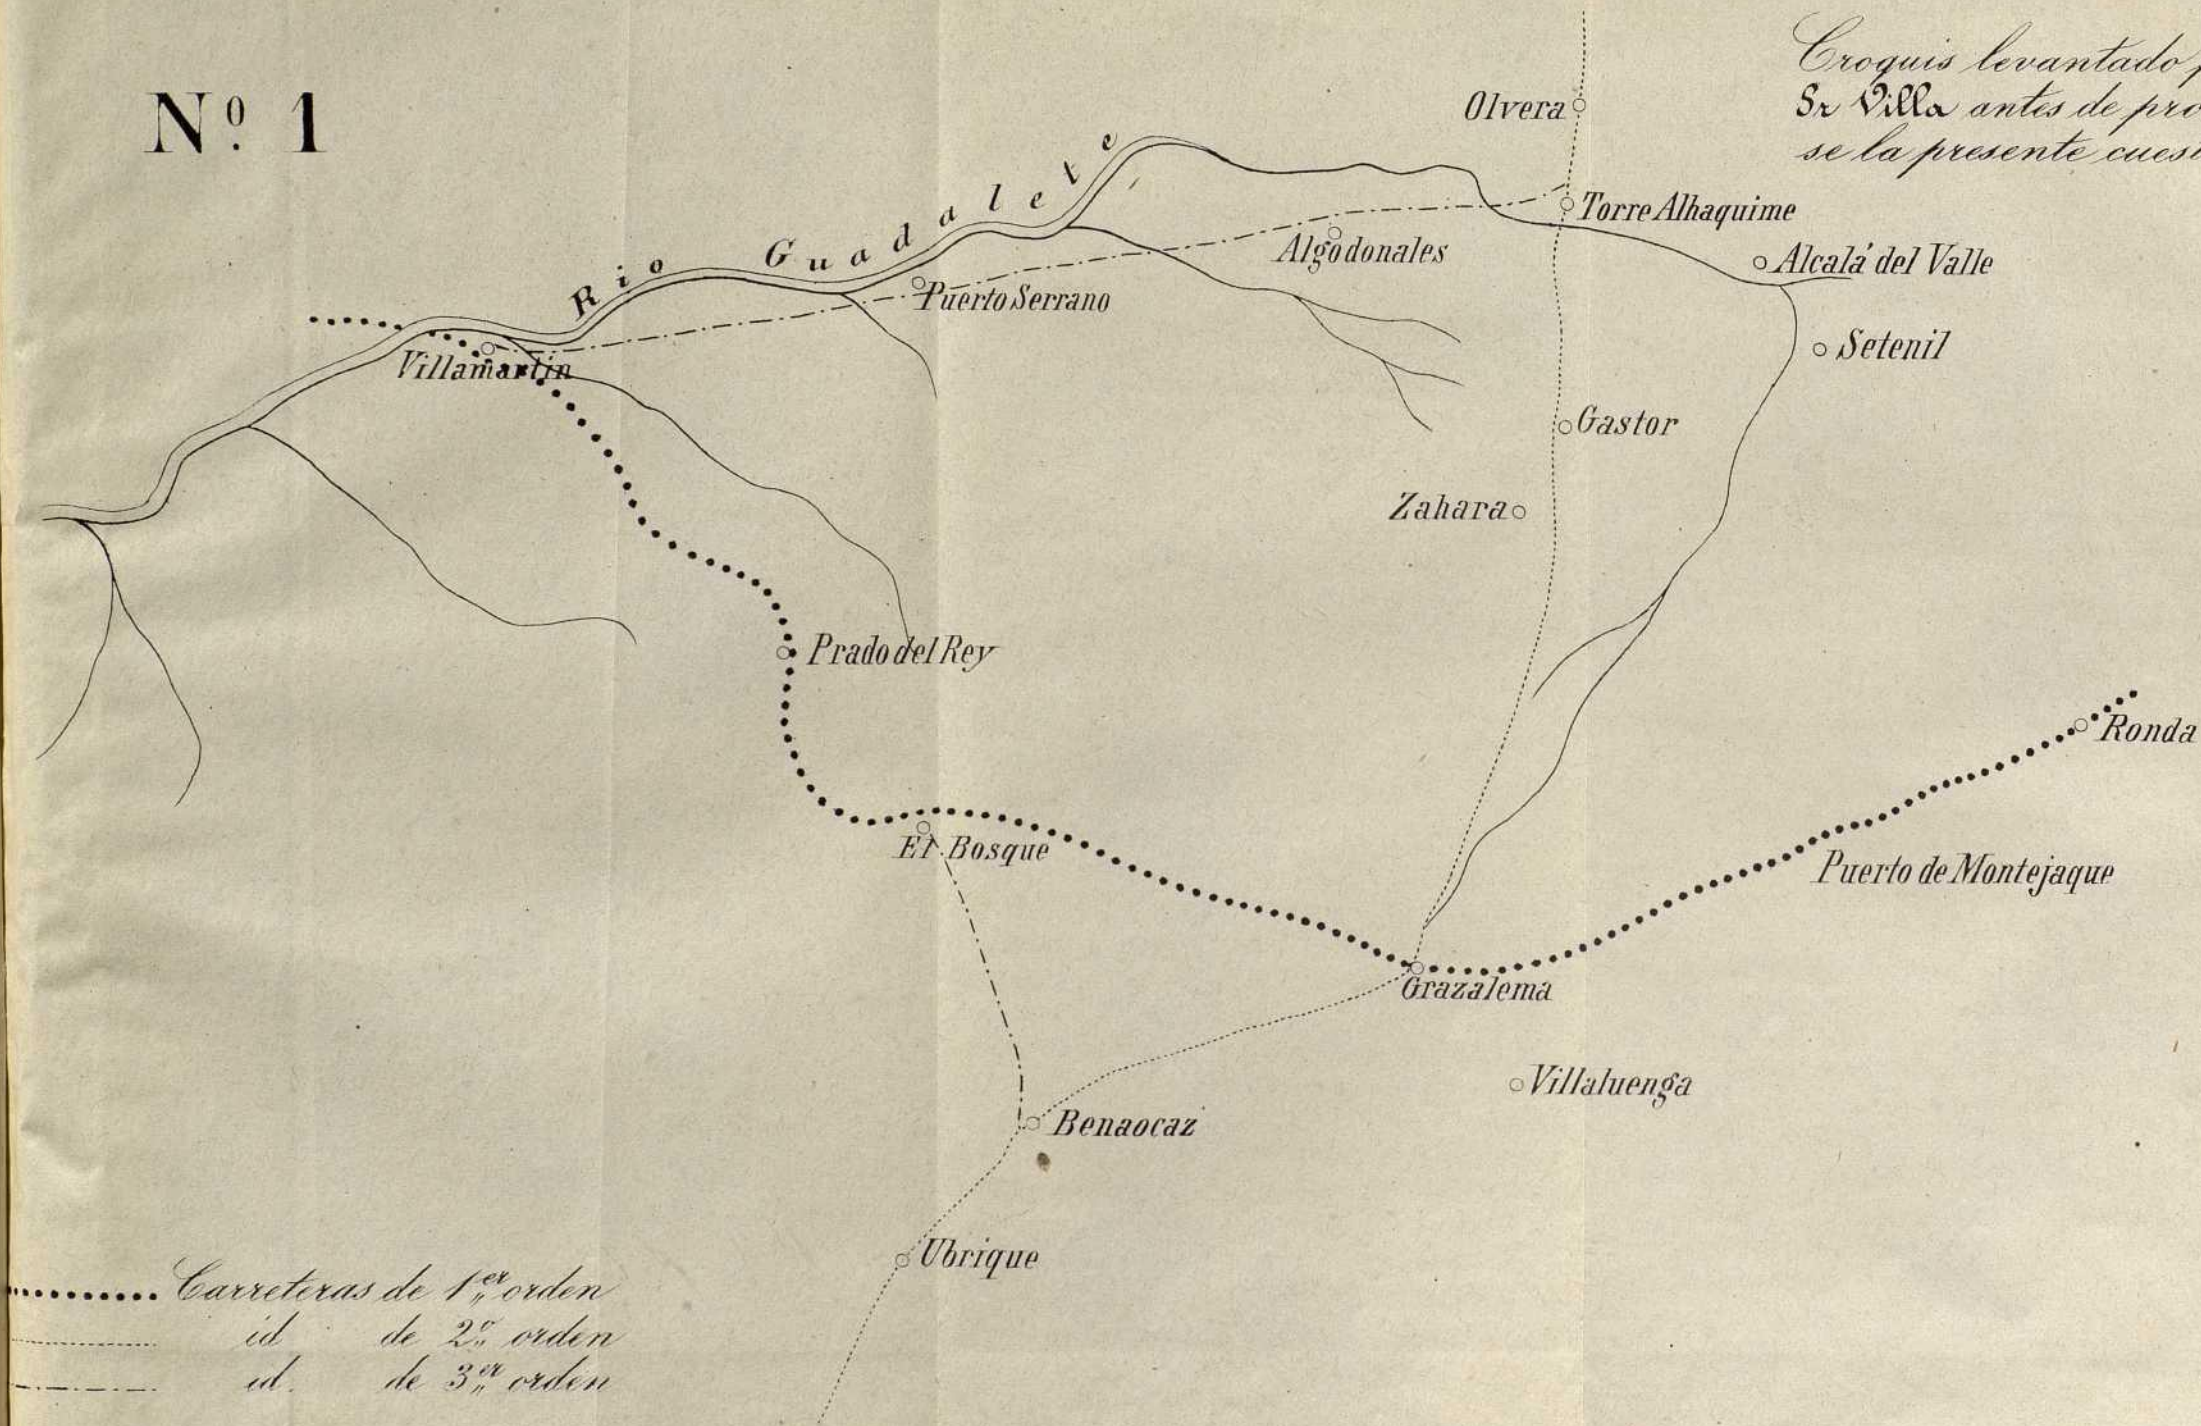 Nº. 1
Croquis levantado
Sr Villa antes de pro
se la presente cues
Olvera
Rio Guadalete
Torre Alhaquime
Algodonales
Alcalá del Valle
Puerto Serrano
Setenil
Villamartin
Gastor
Zahara
Prado del Rey
Ronda
El Bosque
Puerto de Montejaque
Grazalema
Villaluenga
Benaocaz
Ubrique
Carreteras de 1er orden
id de 2º orden
id. de 3er orden